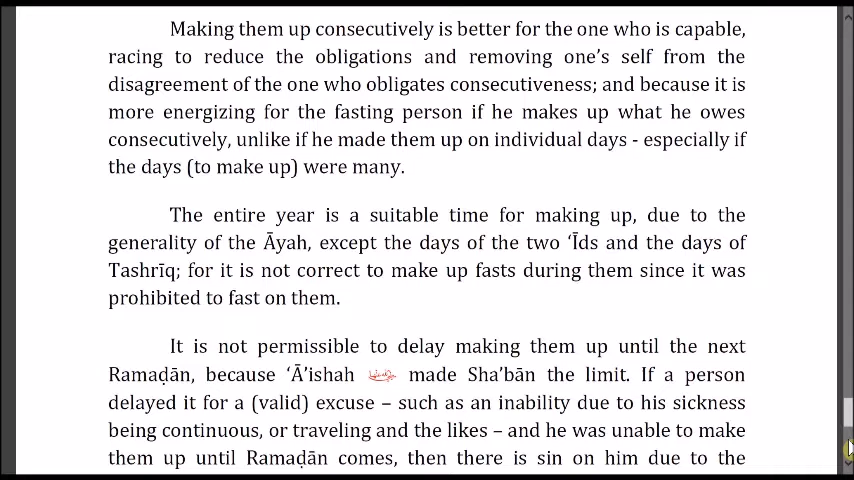 Making them up consecutively is better for the one who is capable,
racing to reduce the obligations and removing one's self from the
disagreement of the one who obligates consecutiveness; and because it is
more energizing for the fasting person if he makes up what he owes
consecutively, unlike if he made them up on individual days - especially if
the days (to make up) were many.
The entire year is a suitable time for making up, due to the
generality of the Āyah, except the days of the two 'Īds and the days of
Tashrīq; for it is not correct to make up fasts during them since it was
prohibited to fast on them.
It is not permissible to delay making them up until the next
Ramaḍān, because 'Ā'ishah made Sha'bān the limit. If a person
delayed it for a (valid) excuse – such as an inability due to his sickness
being continuous, or traveling and the likes – and he was unable to make
them up until Ramaḍān comes, then there is sin on him due to the